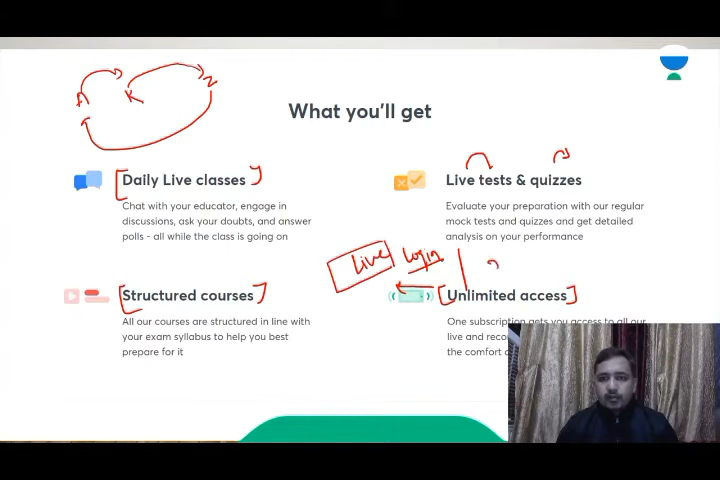 A K 2
What you'll get
Daily Live classes
Chat with your educator, engage in
discussions, ask your doubts, and answer
polls - all while the class is going on
Live tests & quizzes
Evaluate your preparation with our regular
mock tests and quizzes and get detailed
analysis on your performance
Live Login
Structured courses
All our courses are structured in line with
your exam syllabus to help you best
prepare for it
Unlimited access
One subscription gets you access to all our
live and reco
the comfort